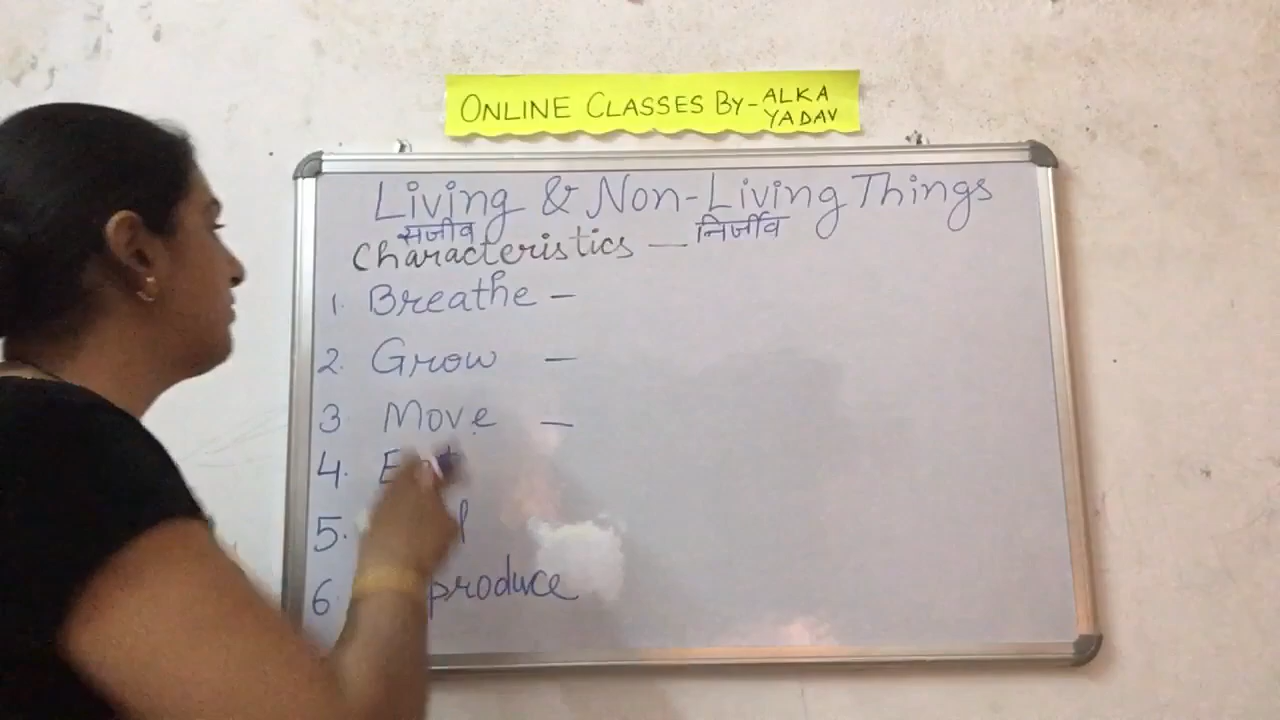 ONLINE CLASSES BY - ALKA YADAV
Living & Non-Living Things
सजीव निर्जीव
Characteristics —
1. Breathe —
2. Grow —
3 Move —
4.
5.
6